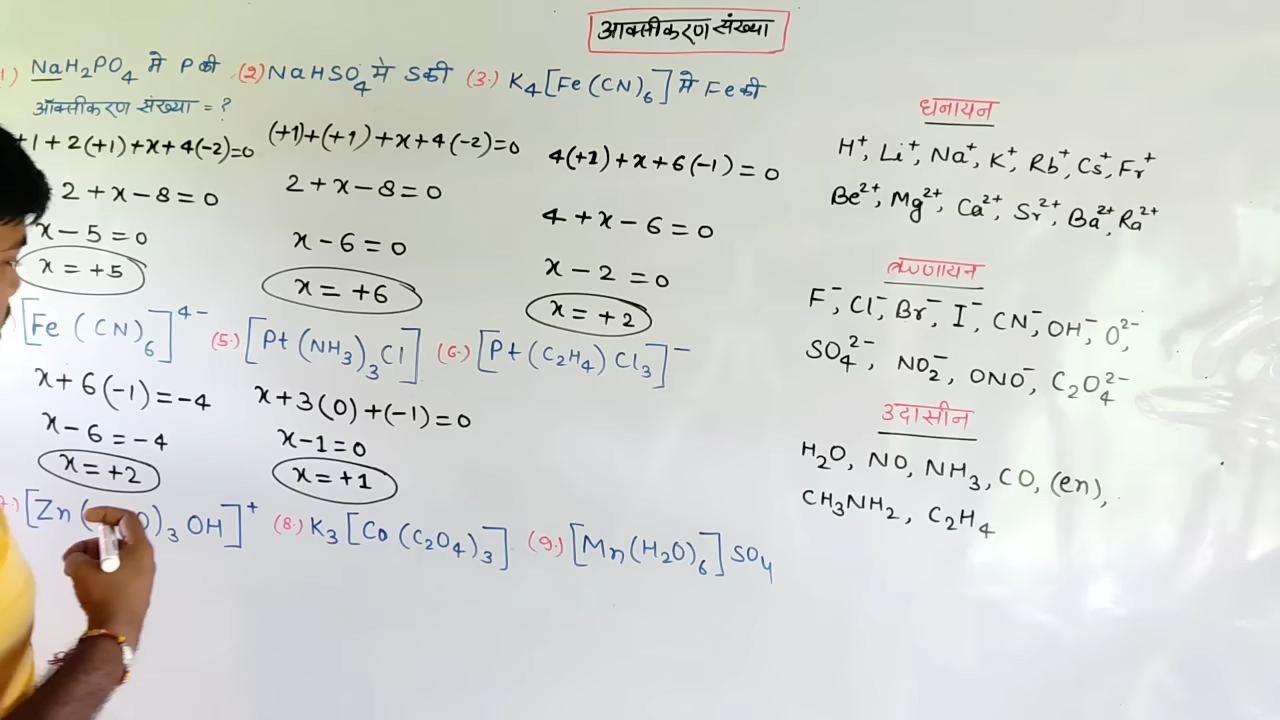 आक्सीकरण संख्या
1) NaH₂PO₄ मे P की
ऑक्सीकरण संख्या = ?
+1 + 2(+1) + x + 4(-2) = 0
2 + x - 8 = 0
x - 5 = 0
x = +5
(2) NaHSO₄ मे S की
(+1) + (+1) + x + 4(-2) = 0
2 + x - 8 = 0
x - 6 = 0
x = +6
(3.) K₄[Fe(CN)₆] मे Fe की
4(+1) + x + 6(-1) = 0
4 + x - 6 = 0
x - 2 = 0
x = +2
[Fe(CN)₆]⁴⁻
x + 6(-1) = -4
x - 6 = -4
x = +2
(5.) [Pt(NH₃)₃Cl]
x + 3(0) + (-1) = 0
x - 1 = 0
x = +1
(6.) [Pt(C₂H₄)Cl₃]⁻
7.) [Zn( O)₃OH]⁺
(8.) K₃[Co(C₂O₄)₃]
(9.) [Mn(H₂O)₆]SO₄
धनायन
H⁺, Li⁺, Na⁺, K⁺, Rb⁺, Cs⁺, Fr⁺
Be²⁺, Mg²⁺, Ca²⁺, Sr²⁺, Ba²⁺, Ra²⁺
ऋणायन
F⁻, Cl⁻, Br⁻, I⁻, CN⁻, OH⁻, O²⁻,
SO₄²⁻, NO₂⁻, ONO⁻, C₂O₄²⁻
उदासीन
H₂O, NO, NH₃, CO, (en),
CH₃NH₂, C₂H₄